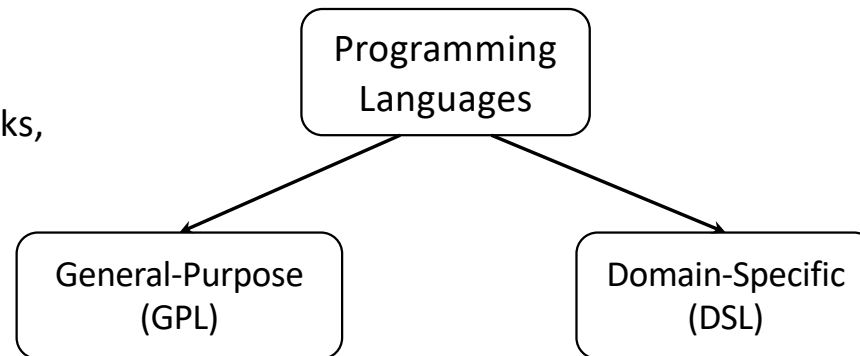 Programming
Languages
ks,
General-Purpose
(GPL)
Domain-Specific
(DSL)